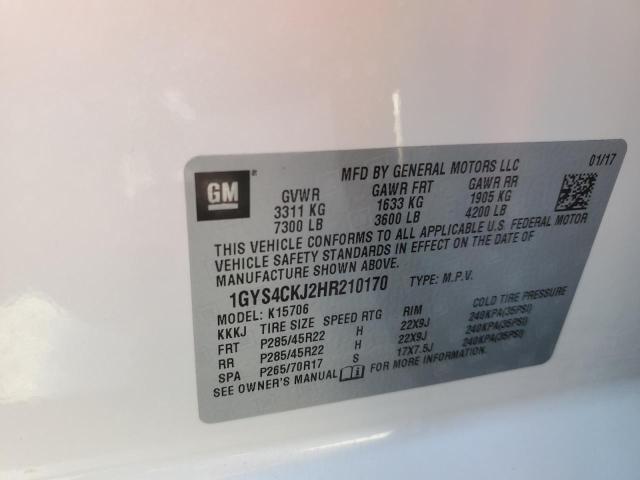 GM
MFD BY GENERAL MOTORS LLC 01/17
GVWR GAWR FRT GAWR RR
3311 KG 1633 KG 1905 KG
7300 LB 3600 LB 4200 LB
THIS VEHICLE CONFORMS TO ALL APPLICABLE U.S. FEDERAL MOTOR
VEHICLE SAFETY STANDARDS IN EFFECT ON THE DATE OF
MANUFACTURE SHOWN ABOVE.
1GYS4CKJ2HR210170 TYPE: M.P.V.
MODEL: K15706
KKKJ TIRE SIZE SPEED RTG RIM COLD TIRE PRESSURE
FRT P285/45R22 H 22X9J 240KPA(35PSI)
RR P285/45R22 H 22X9J 240KPA(35PSI)
SPA P265/70R17 S 17X7.5J 240KPA(35PSI)
SEE OWNER'S MANUAL FOR MORE INFORMATION